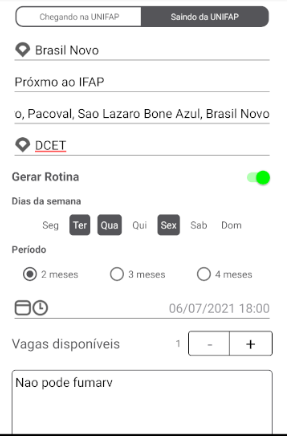 Chegando na UNIFAP Saindo da UNIFAP
Brasil Novo
Próxmo ao IFAP
o, Pacoval, Sao Lazaro Bone Azul, Brasil Novo
DCET
Gerar Rotina
Dias da semana
Seg Ter Qua Qui Sex Sab Dom
Período
2 meses 3 meses 4 meses
06/07/2021 18:00
Vagas disponíveis 1 - +
Nao pode fumarv